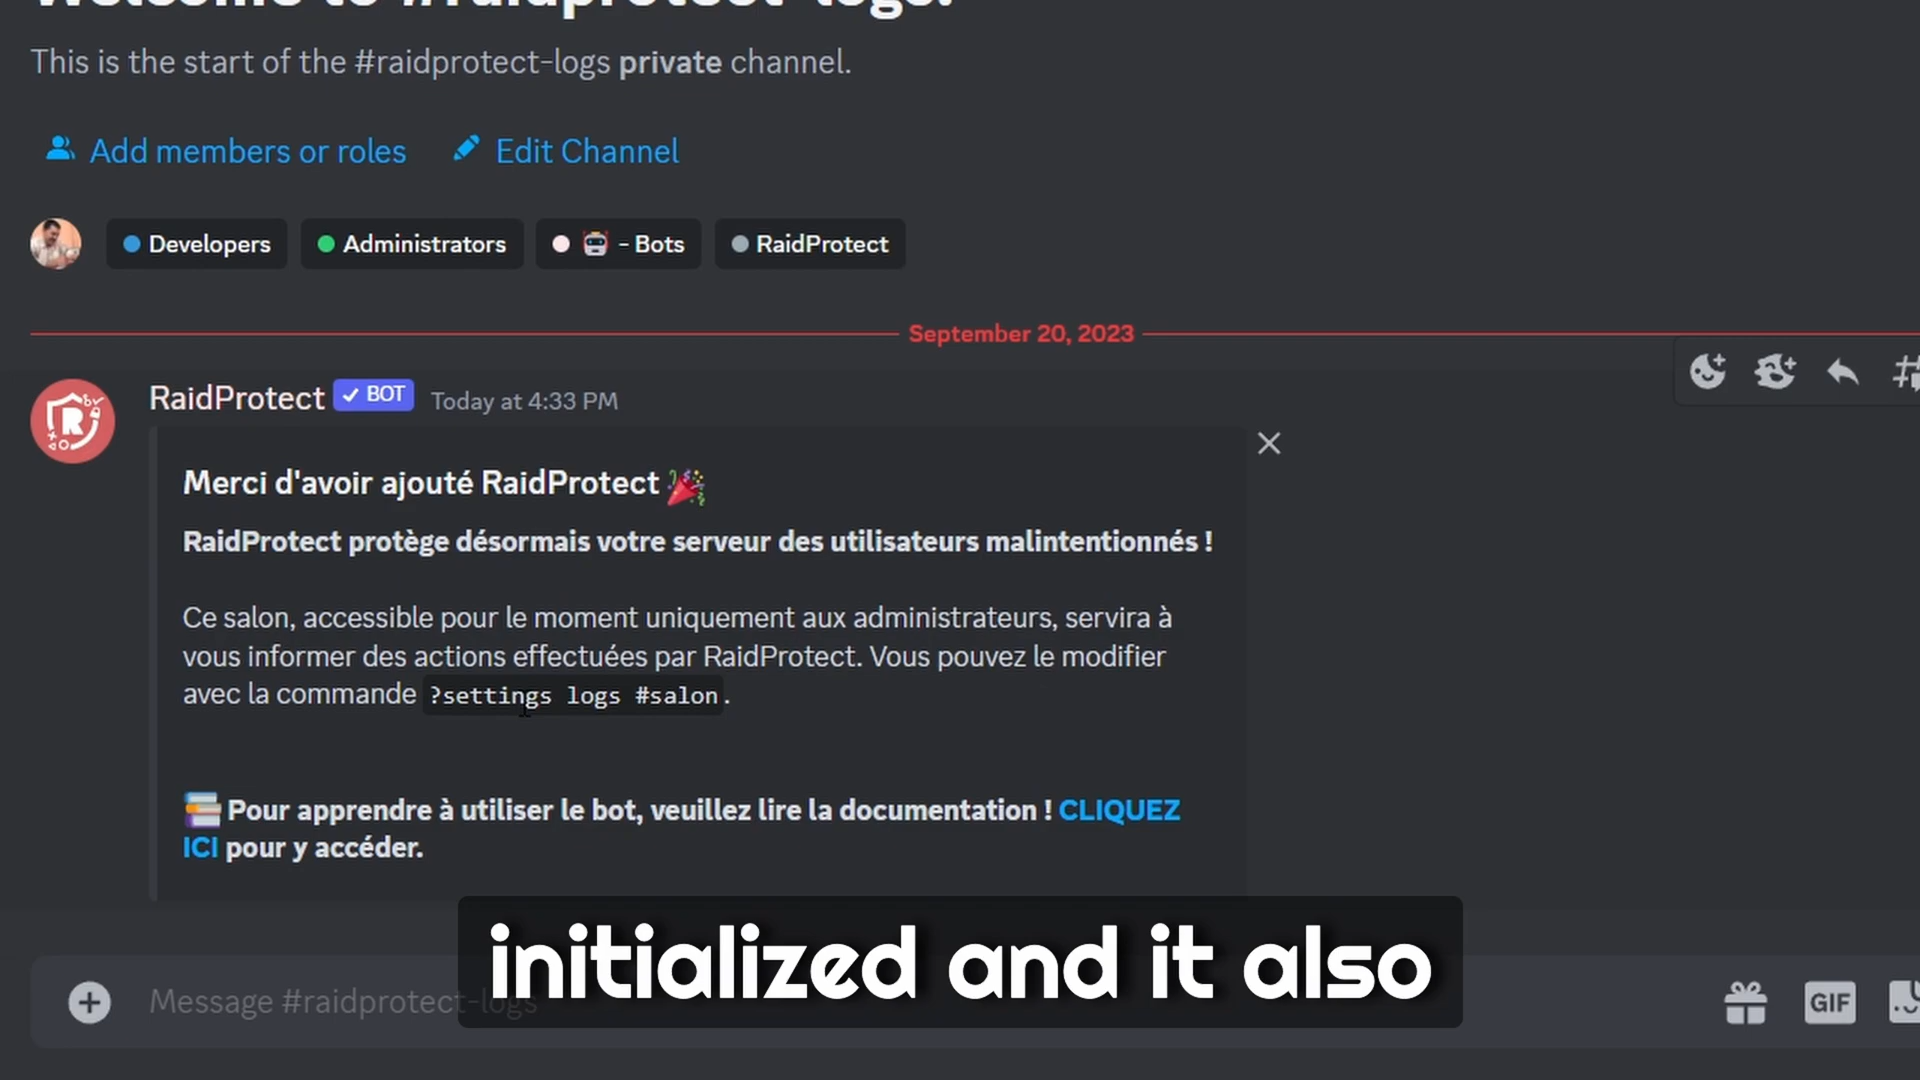 Welcome to #raidprotect-logs!
This is the start of the #raidprotect-logs private channel.
Add members or roles Edit Channel
Developers Administrators - Bots RaidProtect
September 20, 2023
RaidProtect BOT Today at 4:33 PM
Merci d'avoir ajouté RaidProtect
RaidProtect protège désormais votre serveur des utilisateurs malintentionnés !
Ce salon, accessible pour le moment uniquement aux administrateurs, servira à
vous informer des actions effectuées par RaidProtect. Vous pouvez le modifier
avec la commande ?settings logs #salon.
Pour apprendre à utiliser le bot, veuillez lire la documentation ! CLIQUEZ
ICI pour y accéder.
initialized and it also
Message #raidprotect-logs
GIF